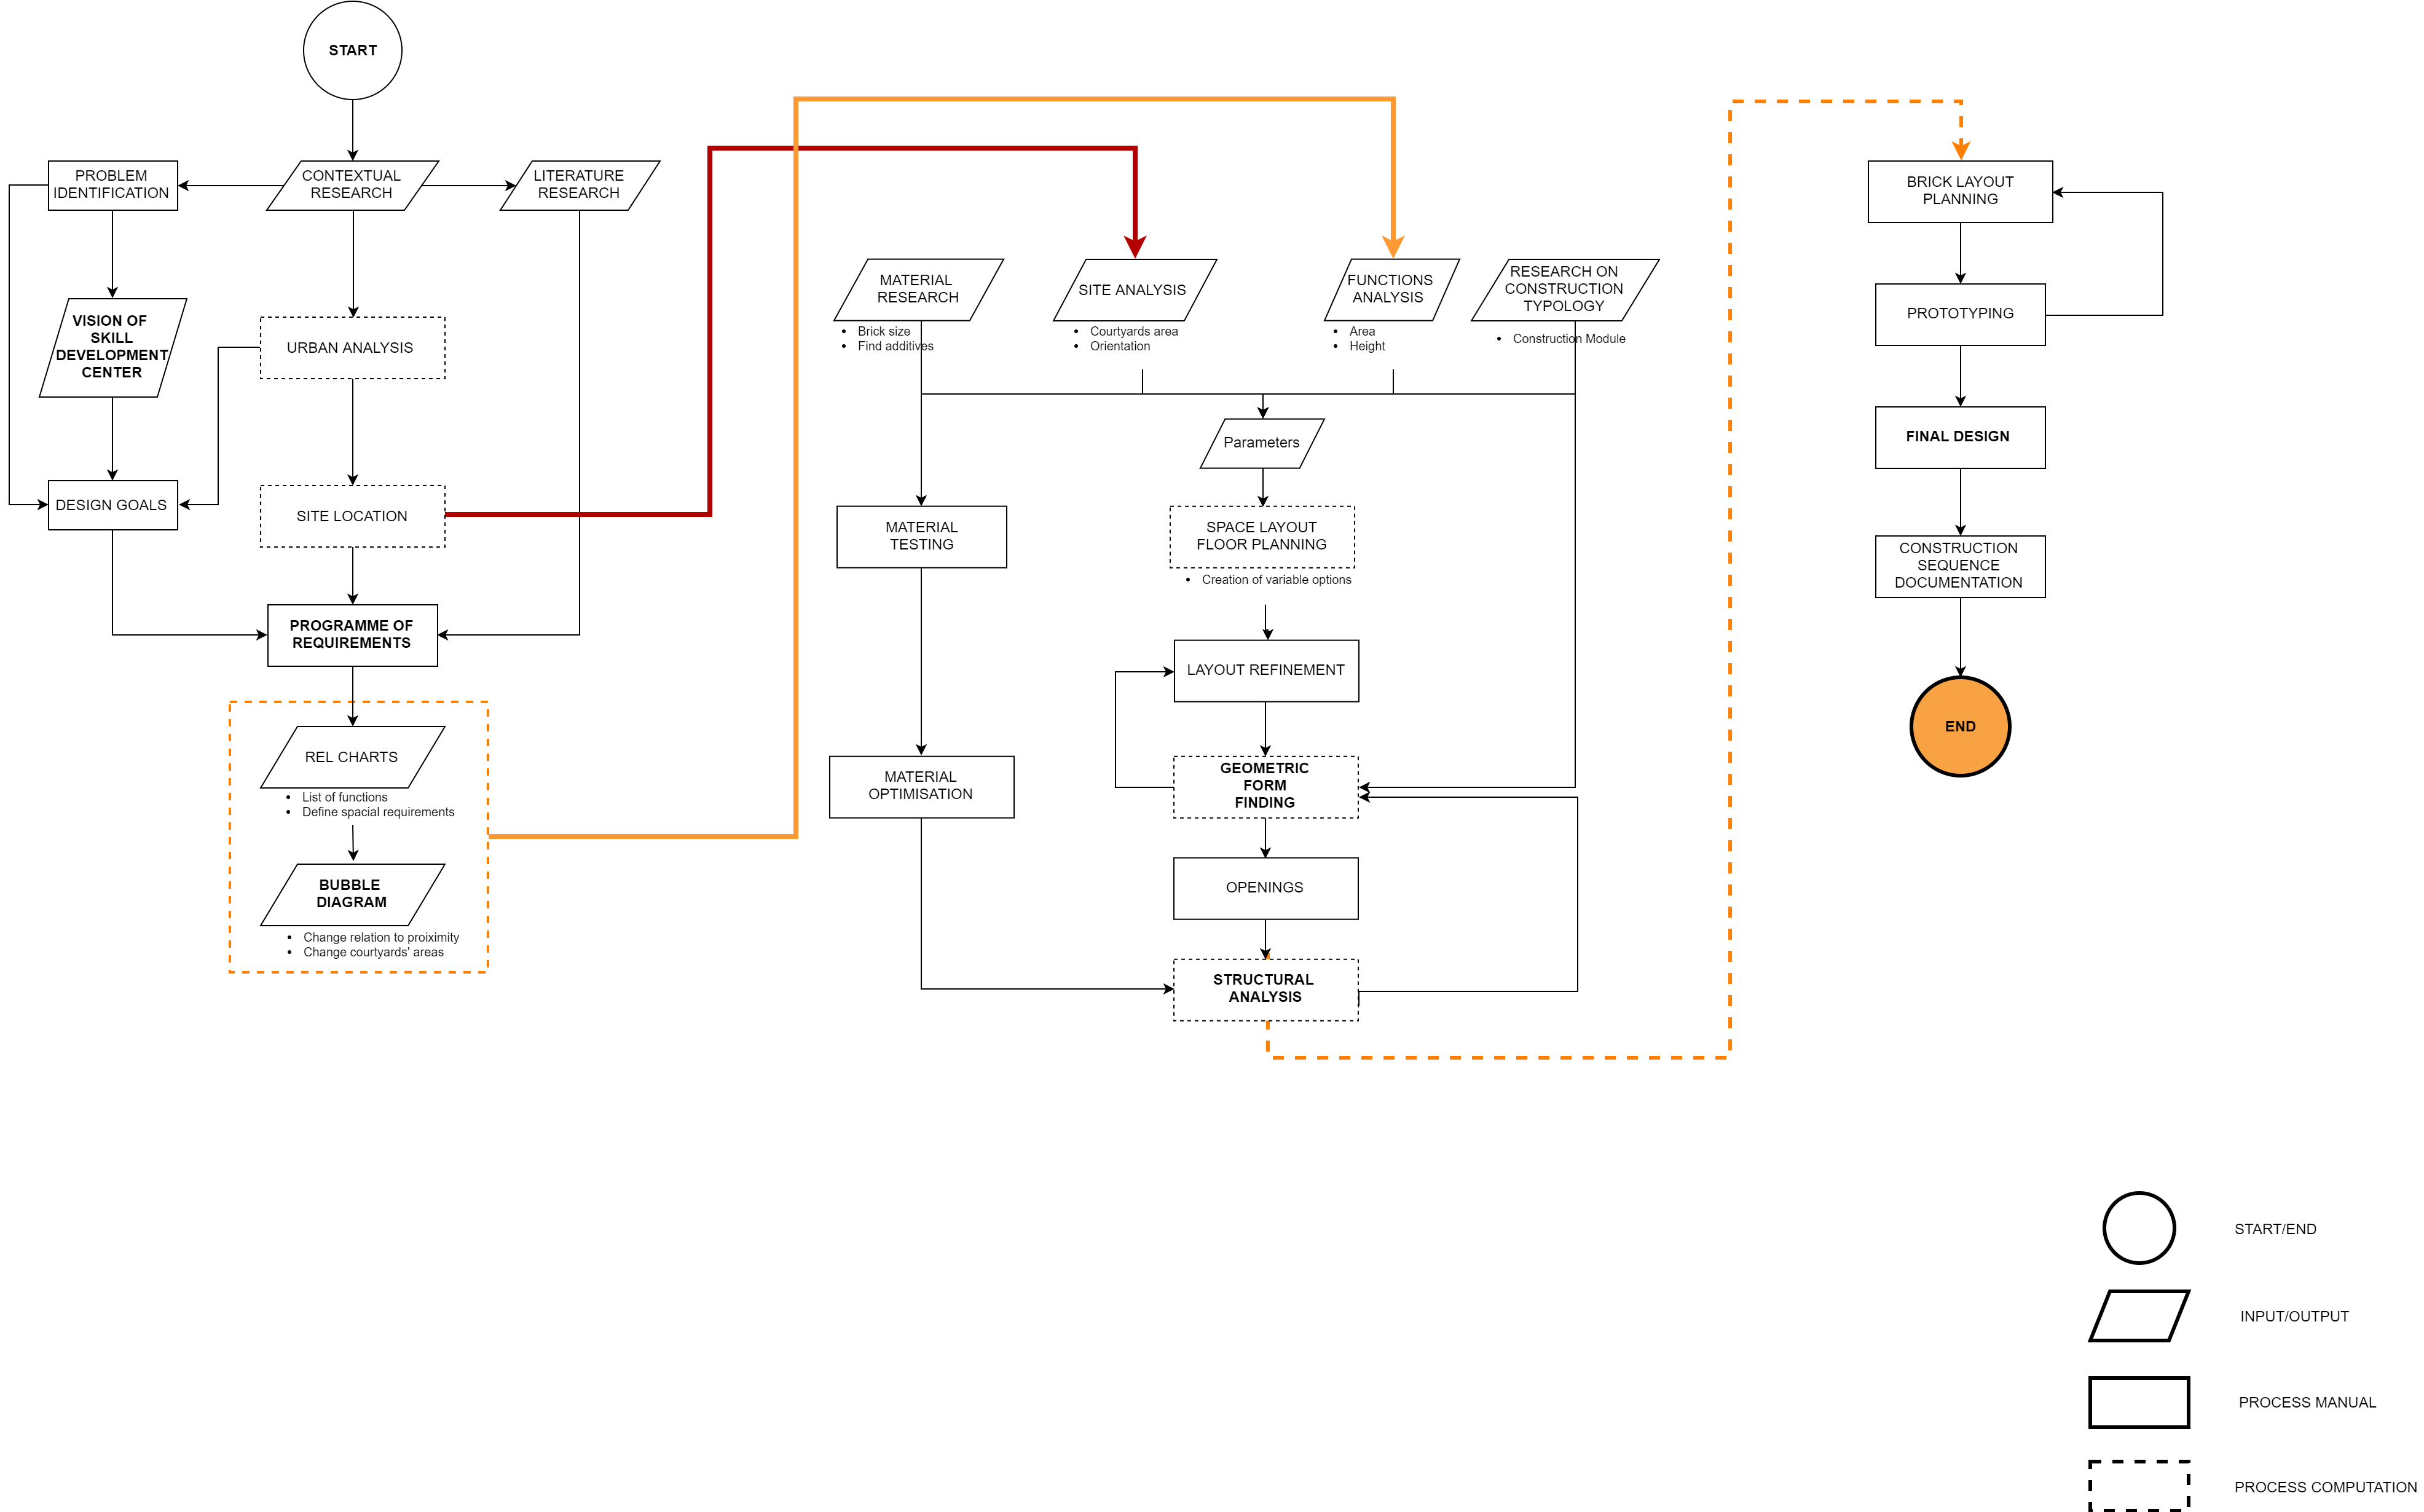 START
PROBLEM
IDENTIFICATION
CONTEXTUAL
RESEARCH
LITERATURE
RESEARCH
VISION OF
SKILL
DEVELOPMENT
CENTER
URBAN ANALYSIS
DESIGN GOALS
SITE LOCATION
PROGRAMME OF
REQUIREMENTS
REL CHARTS
• List of functions
• Define spacial requirements
BUBBLE
DIAGRAM
• Change relation to proiximity
• Change courtyards' areas
MATERIAL
RESEARCH
• Brick size
• Find additives
SITE ANALYSIS
• Courtyards area
• Orientation
FUNCTIONS
ANALYSIS
• Area
• Height
RESEARCH ON
CONSTRUCTION
TYPOLOGY
• Construction Module
Parameters
MATERIAL
TESTING
SPACE LAYOUT
FLOOR PLANNING
• Creation of variable options
LAYOUT REFINEMENT
MATERIAL
OPTIMISATION
GEOMETRIC
FORM
FINDING
OPENINGS
STRUCTURAL
ANALYSIS
BRICK LAYOUT
PLANNING
PROTOTYPING
FINAL DESIGN
CONSTRUCTION
SEQUENCE
DOCUMENTATION
END
START/END
INPUT/OUTPUT
PROCESS MANUAL
PROCESS COMPUTATION